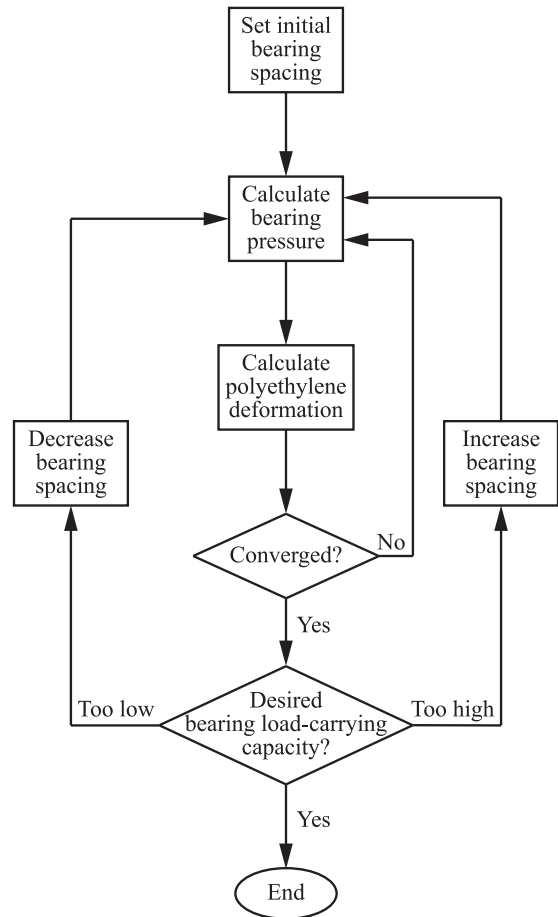 Set initial
bearing
spacing
Calculate
bearing
pressure
Calculate
polyethylene
deformation
Decrease
bearing
spacing
Increase
bearing
spacing
Converged?
No
Yes
Too low
Desired
bearing load-carrying
capacity?
Too high
Yes
End